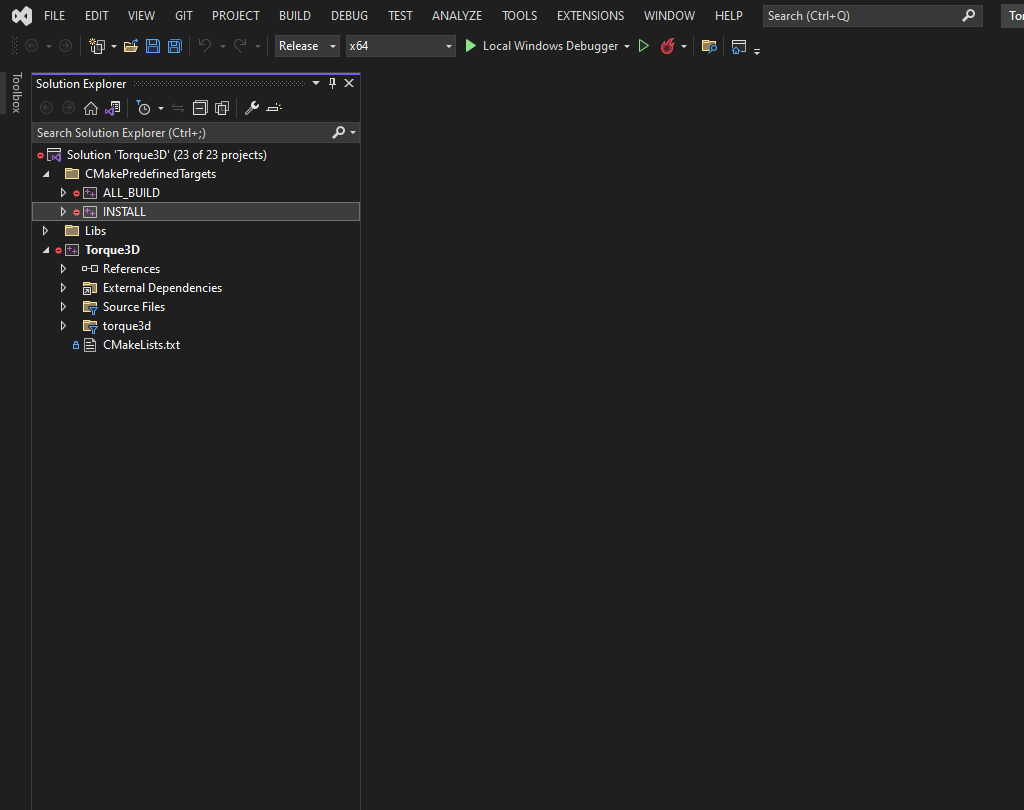 FILE EDIT VIEW GIT PROJECT BUILD DEBUG TEST ANALYZE TOOLS EXTENSIONS WINDOW HELP Search (Ctrl+Q)
Release x64 Local Windows Debugger
Toolbox
Solution Explorer
Search Solution Explorer (Ctrl+;)
Solution 'Torque3D' (23 of 23 projects)
CMakePredefinedTargets
ALL_BUILD
INSTALL
Libs
Torque3D
References
External Dependencies
Source Files
torque3d
CMakeLists.txt